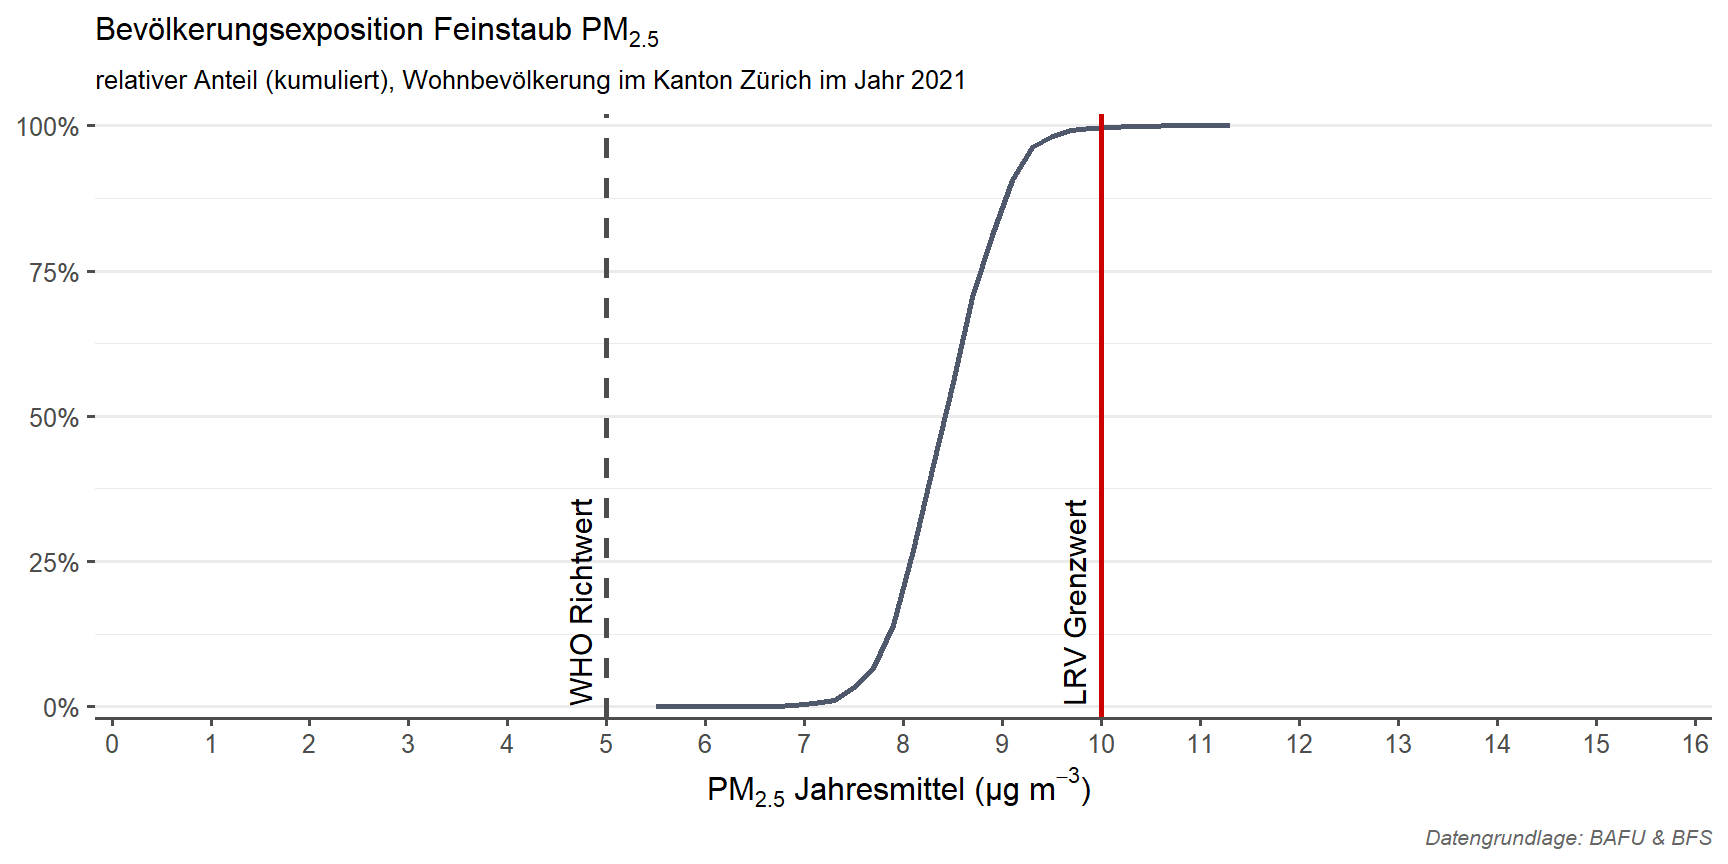 Bevölkerungsexposition Feinstaub PM₂.₅
relativer Anteil (kumuliert), Wohnbevölkerung im Kanton Zürich im Jahr 2021
100%
75%
50%
25%
0%
WHO Richtwert
LRV Grenzwert
0 1 2 3 4 5 6 7 8 9 10 11 12 13 14 15 16
PM₂.₅ Jahresmittel (µg m⁻³)
Datengrundlage: BAFU & BFS